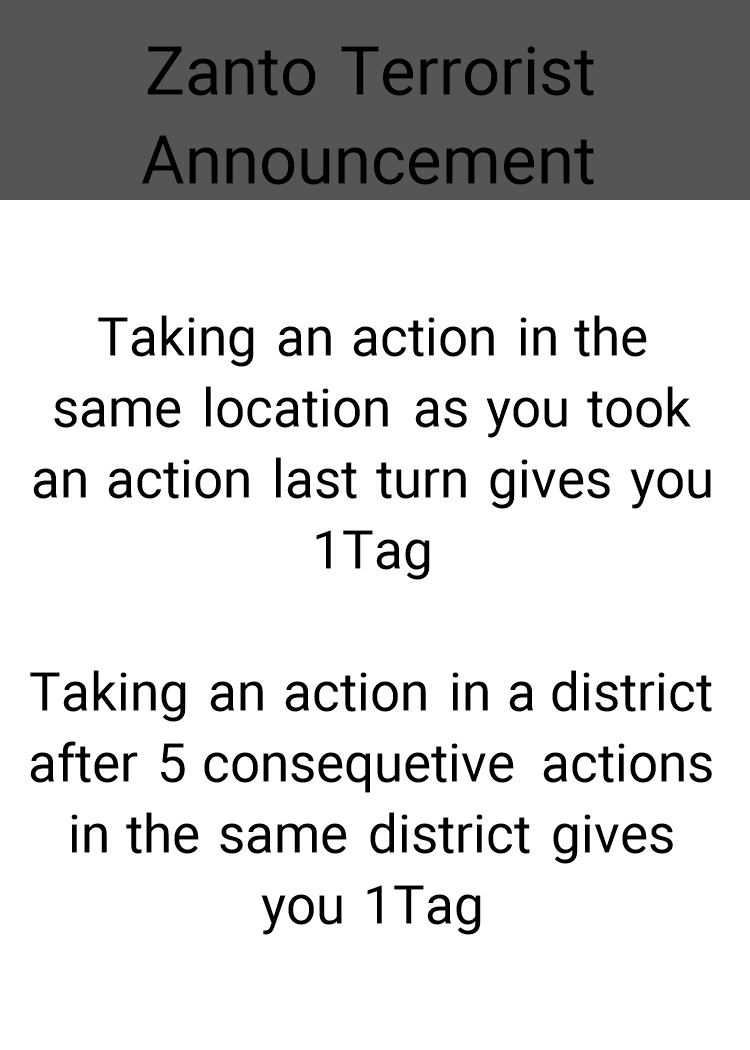 Zanto Terrorist
Announcement
Taking an action in the
same location as you took
an action last turn gives you
1Tag
Taking an action in a district
after 5 consequetive actions
in the same district gives
you 1Tag